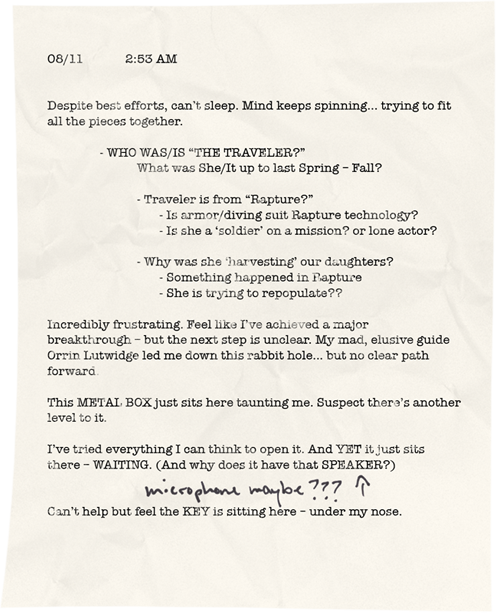 08/11 2:53 AM
Despite best efforts, can't sleep. Mind keeps spinning... trying to fit
all the pieces together.
- WHO WAS/IS "THE TRAVELER?"
What was She/It up to last Spring – Fall?
- Traveler is from "Rapture?"
- Is armor/diving suit Rapture technology?
- Is she a 'soldier' on a mission? or lone actor?
- Why was she 'harvesting' our daughters?
- Something happened in Rapture
- She is trying to repopulate??
Incredibly frustrating. Feel like I've achieved a major
breakthrough – but the next step is unclear. My mad, elusive guide
Orrin Lutwidge led me down this rabbit hole... but no clear path
forward.
This METAL BOX just sits here taunting me. Suspect there's another
level to it.
I've tried everything I can think to open it. And YET it just sits
there – WAITING. (And why does it have that SPEAKER?)
microphone maybe??? ↑
Can't help but feel the KEY is sitting here – under my nose.